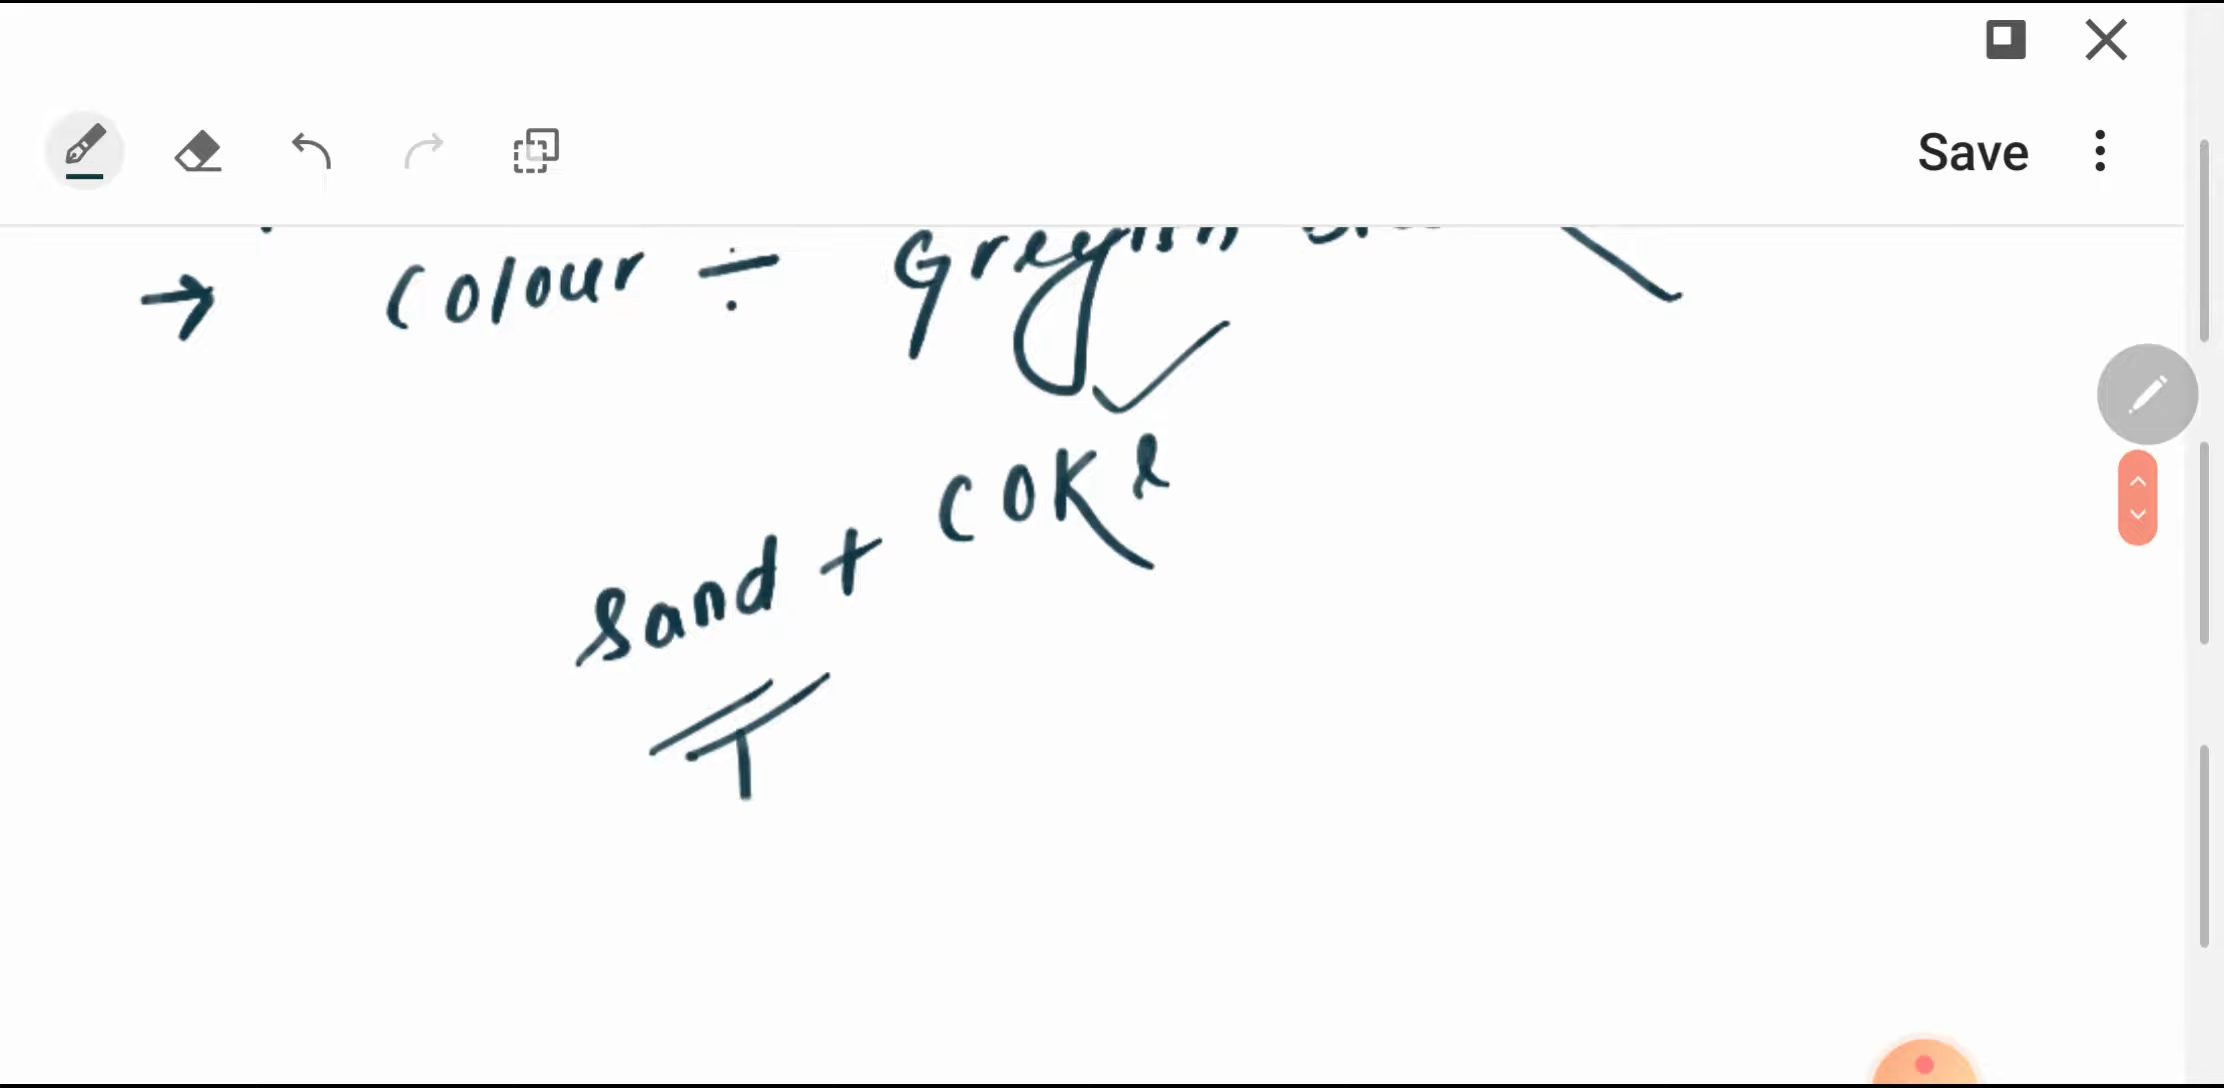 Save
→ Colour ÷ Greyish
Sand + COKe
T